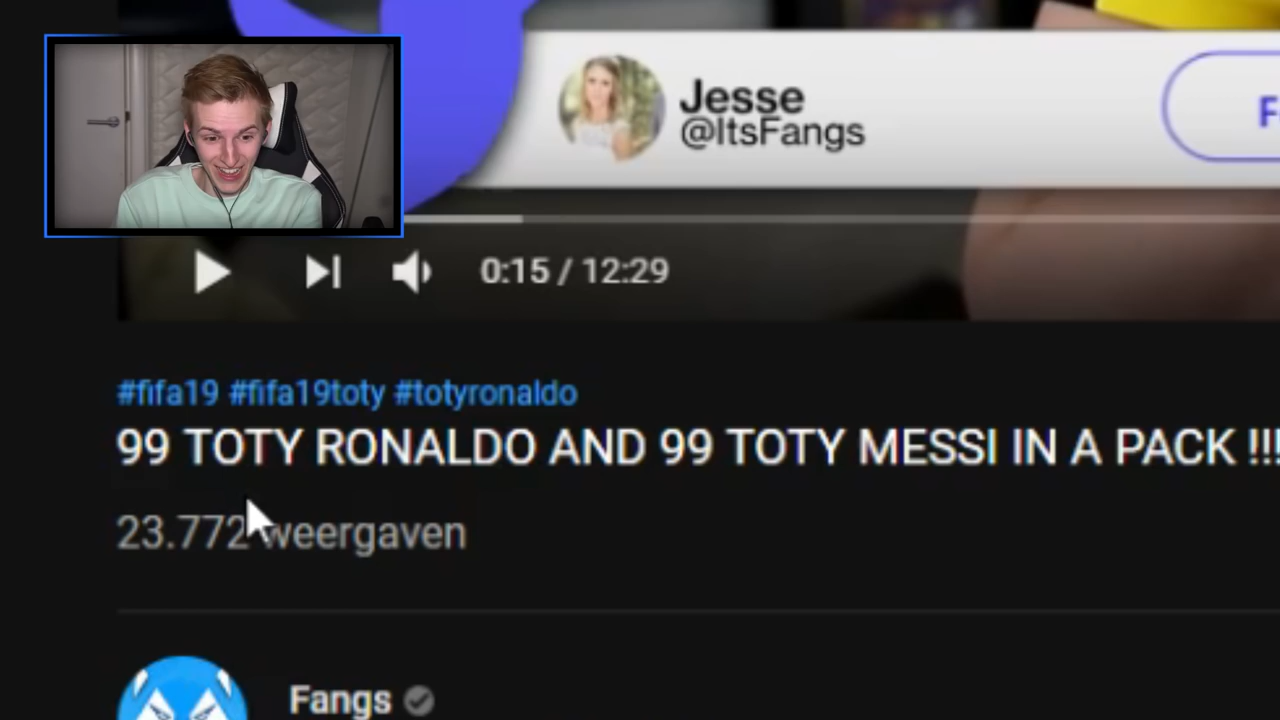 Jesse
@ItsFangs
F
0:15 / 12:29
#fifa19 #fifa19toty #totyronaldo
99 TOTY RONALDO AND 99 TOTY MESSI IN A PACK !!!
23.772 weergaven
Fangs